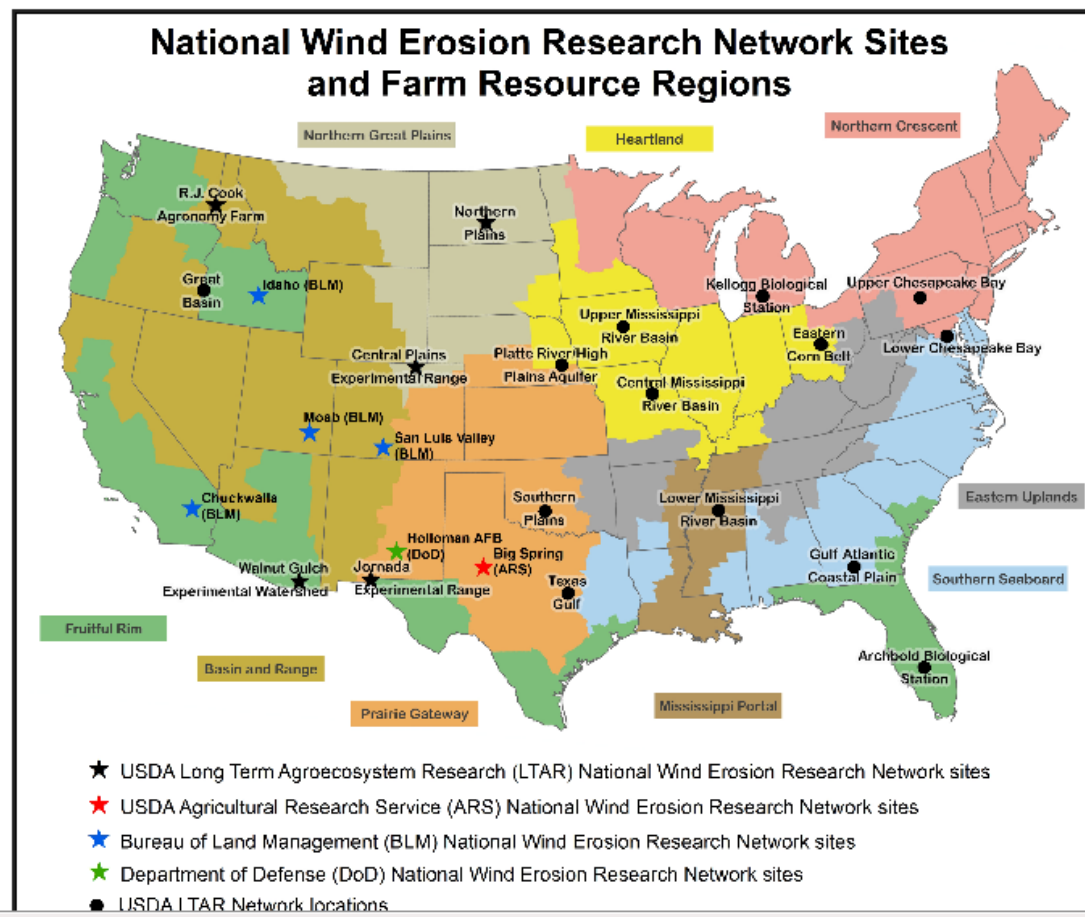 National Wind Erosion Research Network Sites
and Farm Resource Regions
Northern Great Plains
Heartland
Northern Crescent
R.J. Cook
Agronomy Farm
Northern
Plains
Great
Basin
Idaho (BLM)
Kellogg Biological
Station
Upper Chesapeake Bay
Upper Mississippi
River Basin
Eastern
Corn Belt
Lower Chesapeake Bay
Central Plains
Experimental Range
Platte River/High
Plains Aquifer
Central Mississippi
River Basin
Moab (BLM)
San Luis Valley
(BLM)
Chuckwalla
(BLM)
Southern
Plains
Lower Mississippi
River Basin
Eastern Uplands
Holloman AFB
(DoD)
Big Spring
(ARS)
Walnut Gulch
Experimental Watershed
Jornada
Experimental Range
Texas
Gulf
Gulf Atlantic
Coastal Plain
Southern Seaboard
Fruitful Rim
Basin and Range
Archbold Biological
Station
Prairie Gateway
Mississippi Portal
USDA Long Term Agroecosystem Research (LTAR) National Wind Erosion Research Network sites
USDA Agricultural Research Service (ARS) National Wind Erosion Research Network sites
Bureau of Land Management (BLM) National Wind Erosion Research Network sites
Department of Defense (DoD) National Wind Erosion Research Network sites
USDA LTAR Network locations